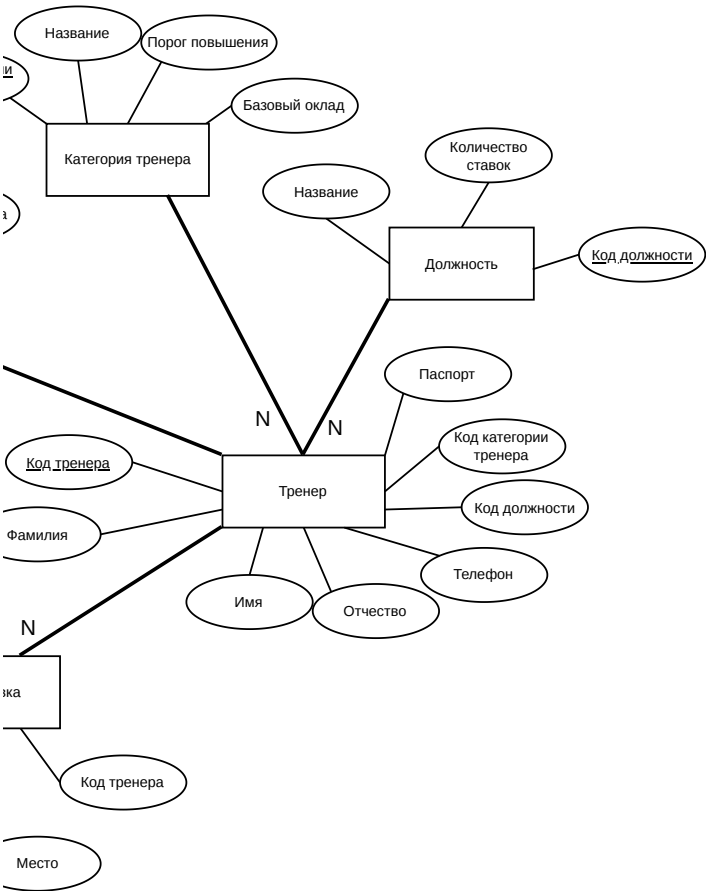 Название
Порог повышения
Базовый оклад
Категория тренера
Количество
ставок
Название
Должность
Код должности
Паспорт
N
N
Код категории
тренера
Код тренера
Тренер
Код должности
Фамилия
Телефон
Имя
Отчество
N
Код тренера
Место